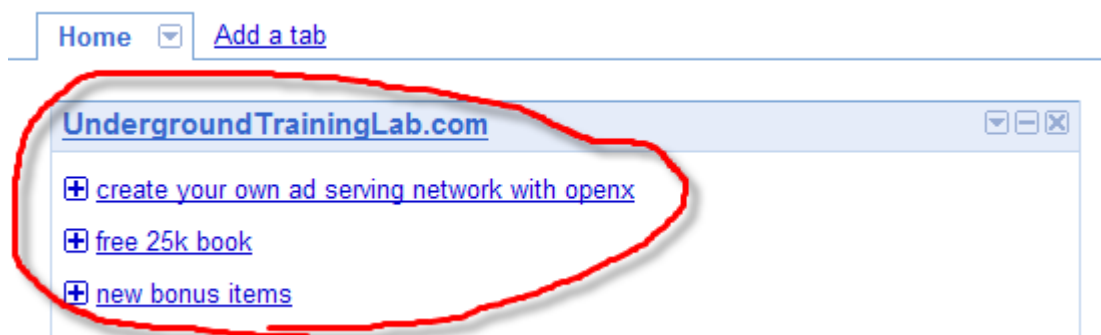 Home Add a tab
UndergroundTrainingLab.com
create your own ad serving network with openx
free 25k book
new bonus items